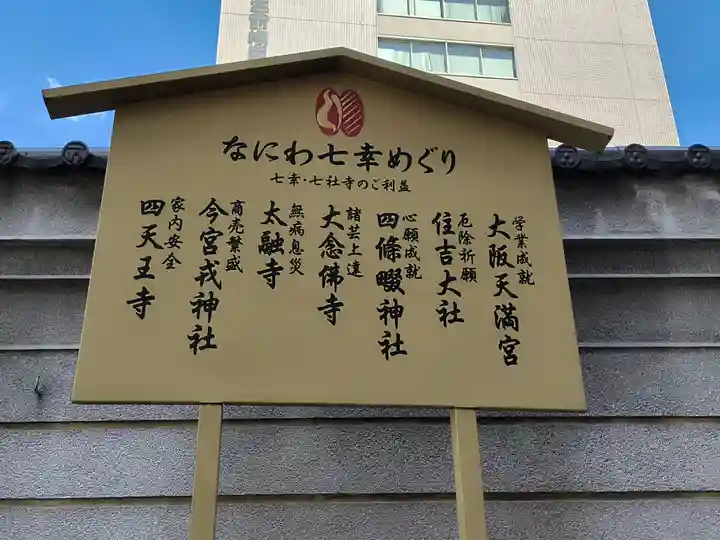 なにわ七幸めぐり
七幸・七社寺のご利益
学業成就
大阪天満宮
厄除祈願
住吉大社
心願成就
四條畷神社
諸芸上達
大念佛寺
無病息災
太融寺
商売繁盛
今宮戎神社
家内安全
四天王寺